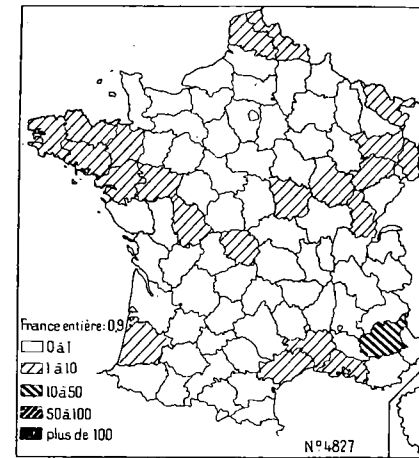 France entière: 0,9
0 à 1
1 à 10
10 à 50
50 à 100
plus de 100
N° 4827